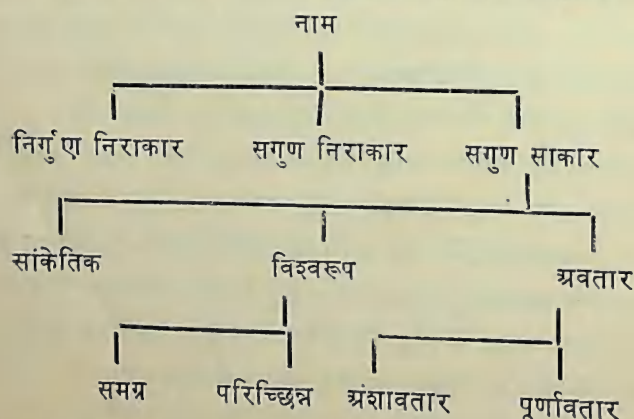 नाम
निर्गुण निराकार सगुण निराकार सगुण साकार
सांकेतिक विश्वरूप अवतार
समग्र परिच्छिन्न अंशावतार पूर्णावतार